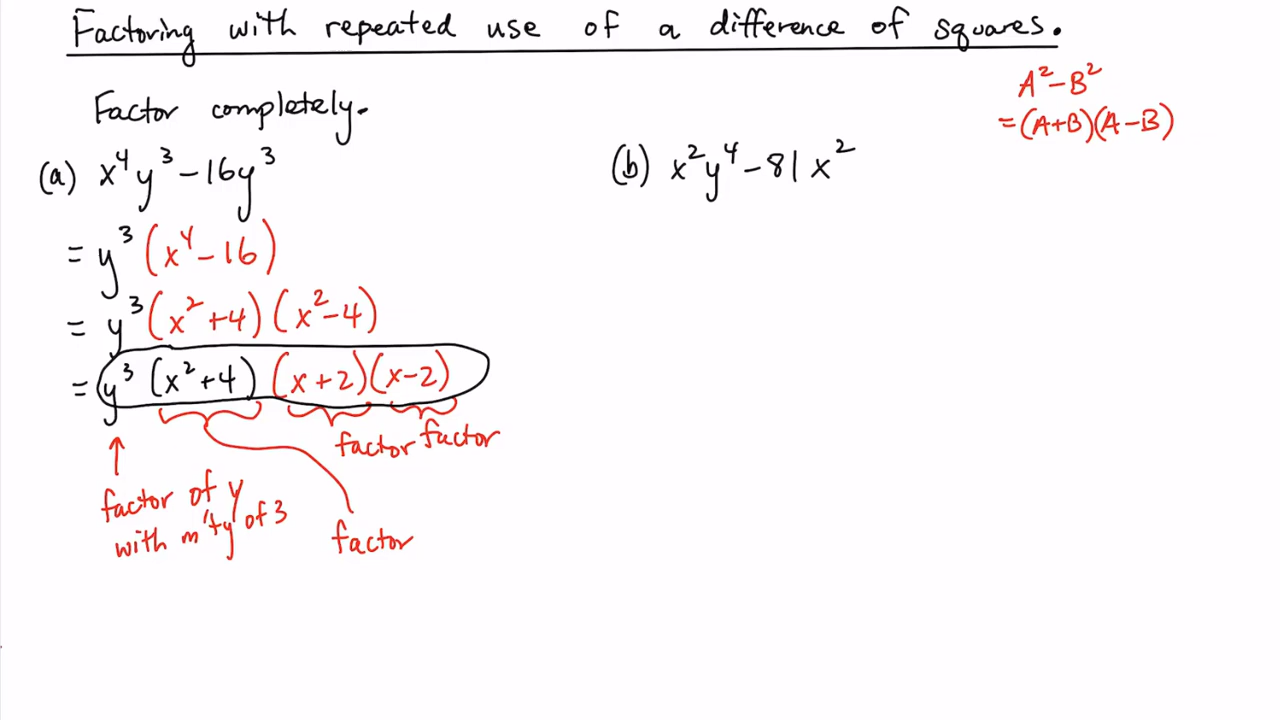 Factoring with repeated use of a difference of squares.
A² - B²
= (A+B)(A-B)
Factor completely.
(a) x⁴y³ - 16y³
= y³ (x⁴ - 16)
= y³ (x² + 4) (x² - 4)
= y³ (x² + 4) (x + 2)(x - 2)
factor factor
factor of y
with m'ty of 3
factor
(b) x²y⁴ - 81x²